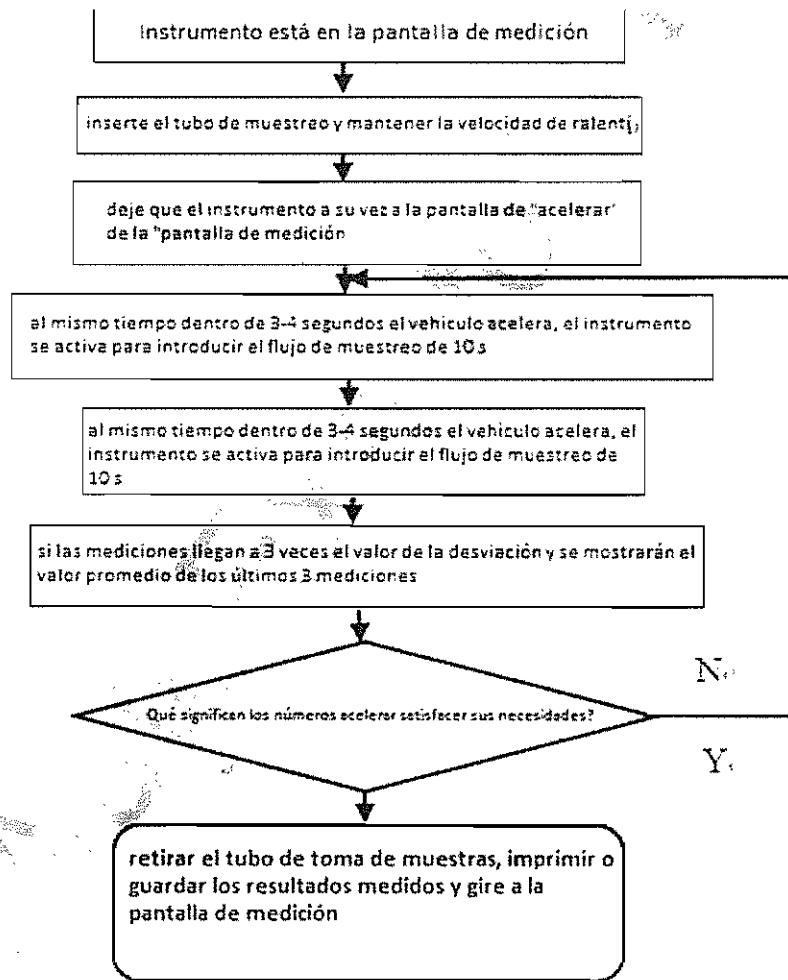 Instrumento está en la pantalla de medición
inserte el tubo de muestreo y mantener la velocidad de ralentí,
deje que el instrumento a su vez a la pantalla de "acelerar"
de la "pantalla de medición
al mismo tiempo dentro de 3-4 segundos el vehiculo acelera, el instrumento
se activa para introducir el flujo de muestreo de 10 s
al mismo tiempo dentro de 3-4 segundos el vehiculo acelera, el
instrumento se activa para introducir el flujo de muestreo de
10 s
si las mediciones llegan a 3 veces el valor de la desviación y se mostrarán el
valor promedio de los últimos 3 mediciones
Qué significan los números acelerar satisfacer sus necesidades?
N
Y
retirar el tubo de toma de muestras, imprimir o
guardar los resultados medidos y gire a la
pantalla de medición